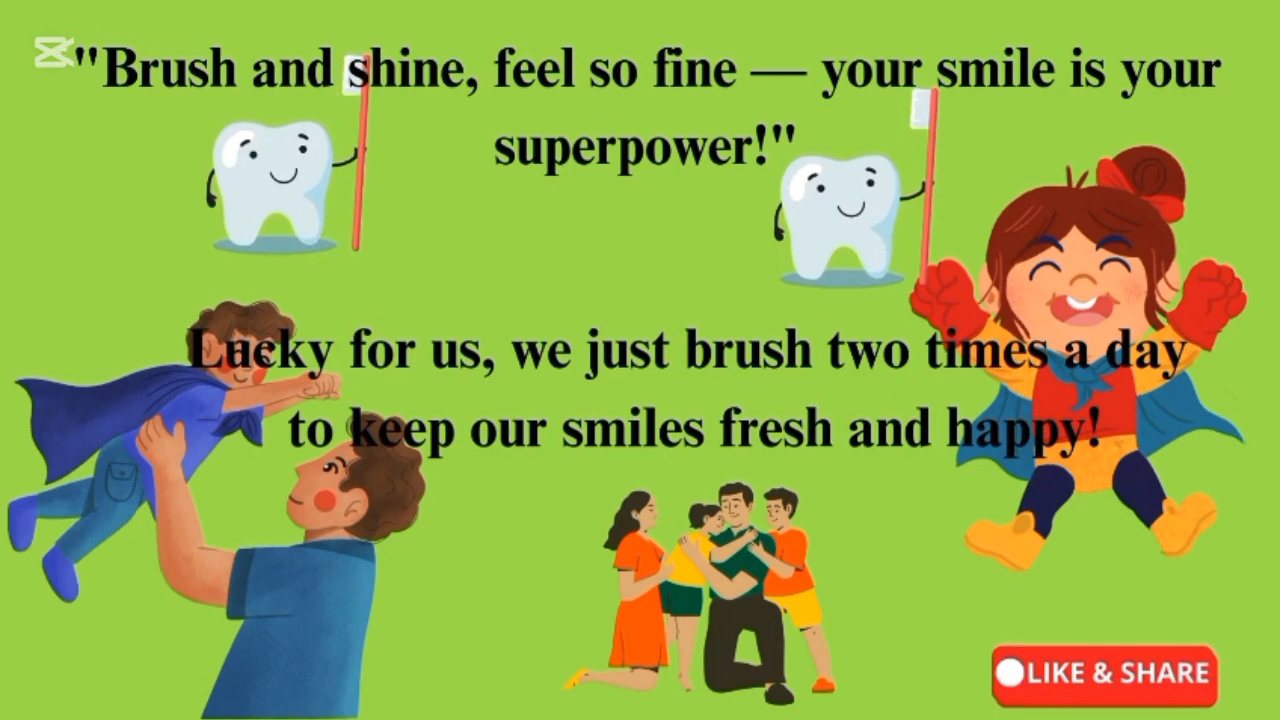 "Brush and shine, feel so fine — your smile is your
superpower!"
Lucky for us, we just brush two times a day
to keep our smiles fresh and happy!
LIKE & SHARE